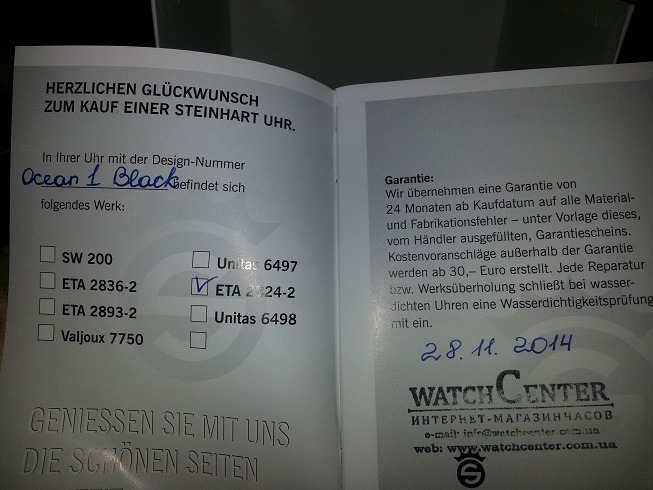 HERZLICHEN GLÜCKWUNSCH
ZUM KAUF EINER STEINHART UHR.
In Ihrer Uhr mit der Design-Nummer
Ocean 1 Black befindet sich
folgendes Werk:
SW 200
ETA 2836-2
ETA 2893-2
Valjoux 7750
Unitas 6497
ETA 2824-2
Unitas 6498
GENIESSEN SIE MIT UNS
DIE SCHÖNEN SEITEN
Garantie:
Wir übernehmen eine Garantie von
24 Monaten ab Kaufdatum auf alle Material-
und Fabrikationsfehler – unter Vorlage dieses,
vom Händler ausgefüllten, Garantiescheins.
Kostenvoranschläge außerhalb der Garantie
werden ab 30,– Euro erstellt. Jede Reparatur
bzw. Werksüberholung schließt bei wasser-
dichten Uhren eine Wasserdichtigkeitsprüfung
mit ein.
28. 11. 2014
WATCHCENTER
ИНТЕРНЕТ-МАГАЗИН ЧАСОВ
e-mail: info@watchcenter.com.ua
web: www.watchcenter.com.ua